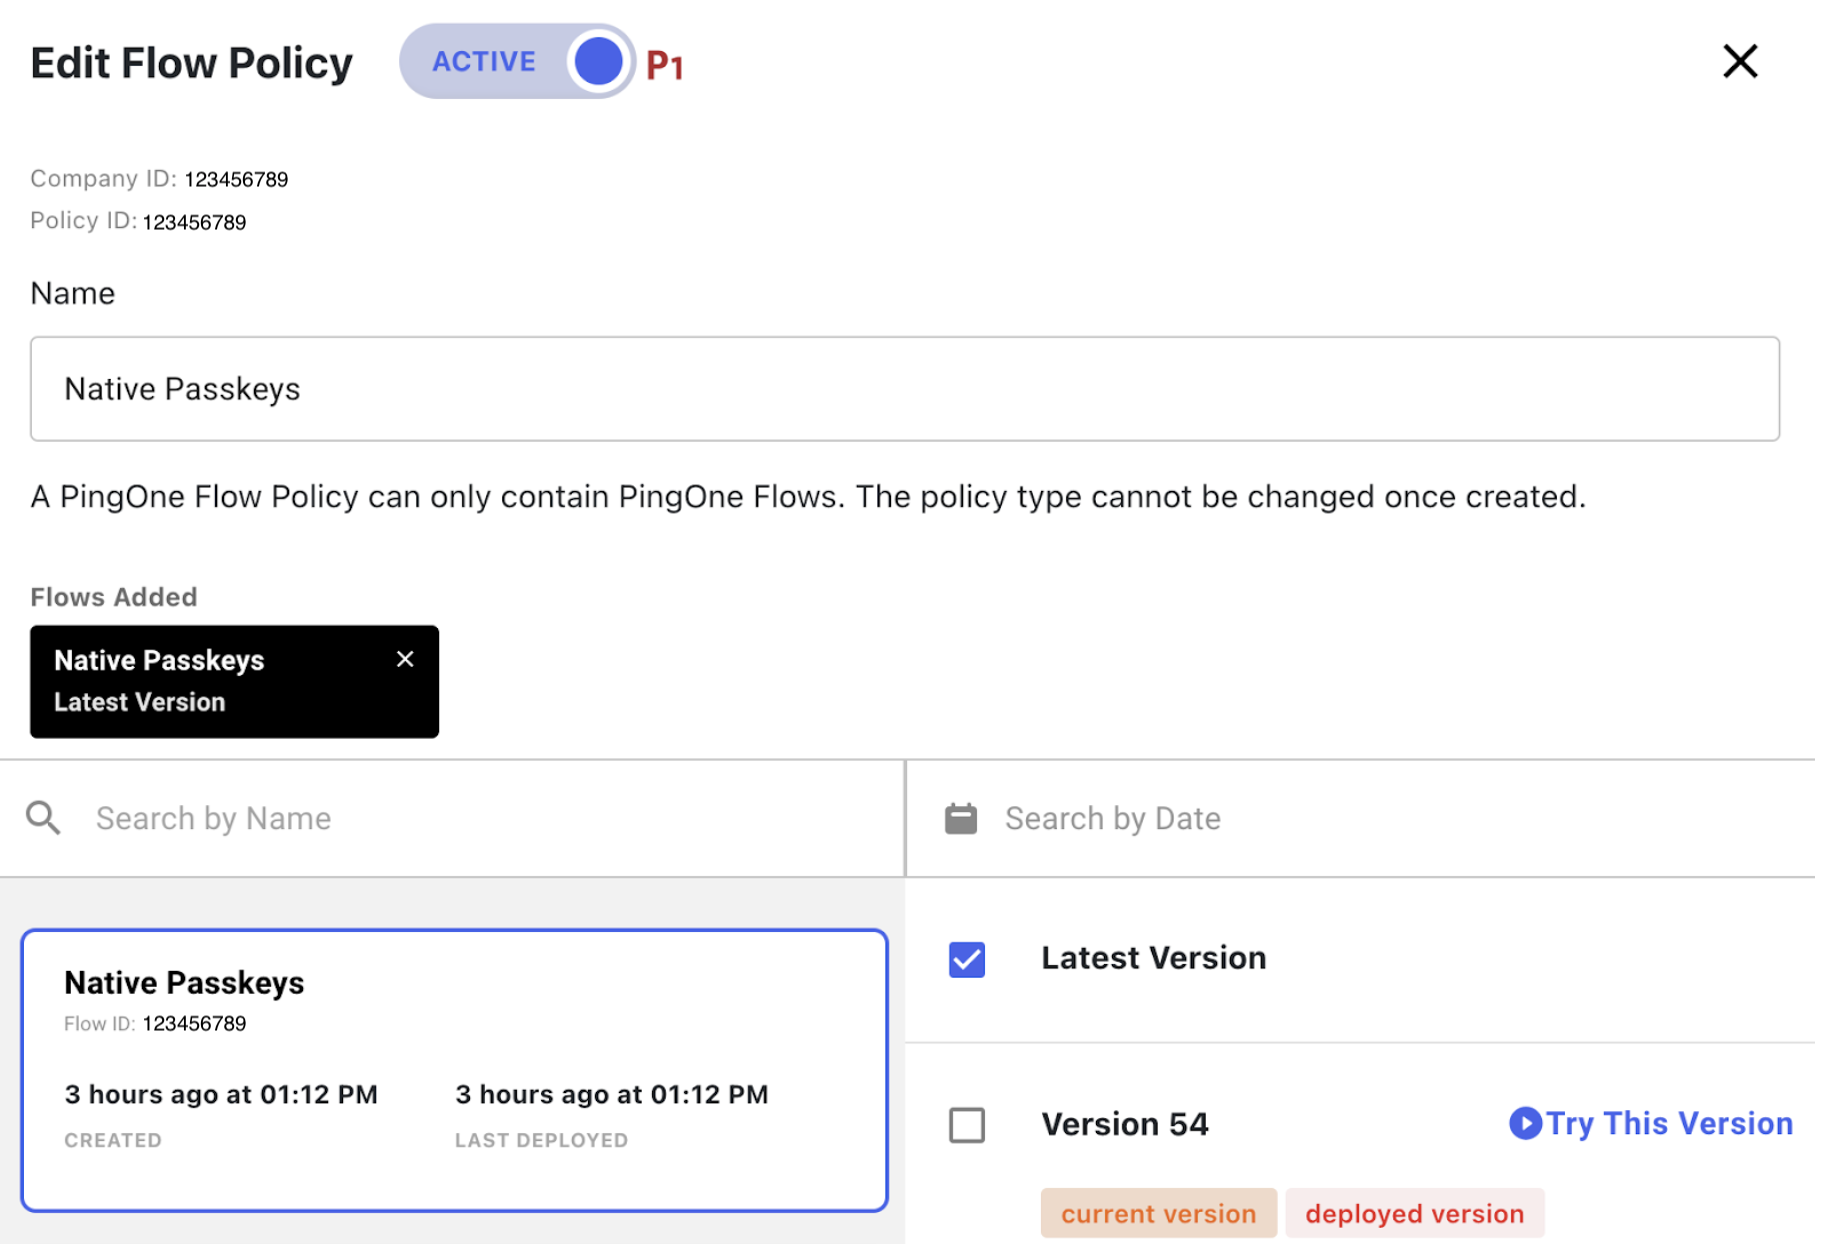 Edit Flow Policy
ACTIVE
P1
Company ID: 123456789
Policy ID: 123456789
Name
Native Passkeys
A PingOne Flow Policy can only contain PingOne Flows. The policy type cannot be changed once created.
Flows Added
Native Passkeys
Latest Version
Search by Name
Search by Date
Native Passkeys
Flow ID: 123456789
3 hours ago at 01:12 PM
CREATED
3 hours ago at 01:12 PM
LAST DEPLOYED
Latest Version
Version 54
Try This Version
current version
deployed version